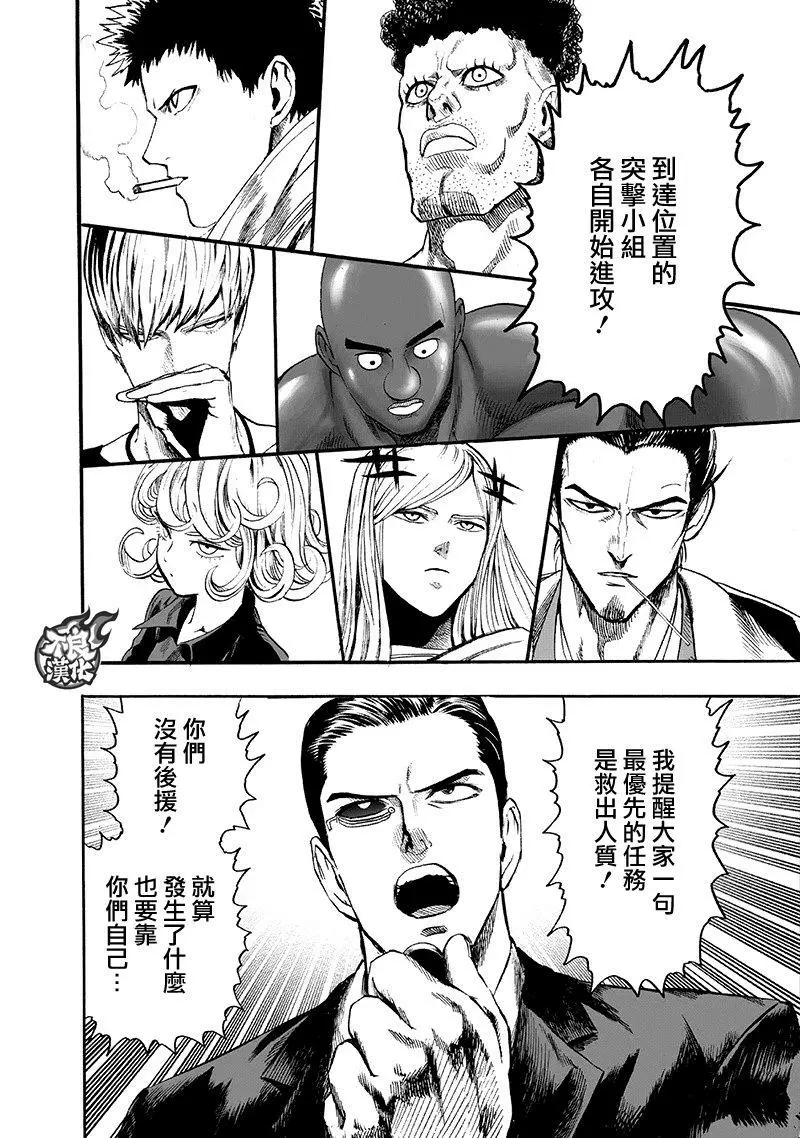 到達位置的
突擊小組
各自開始進攻！
我提醒大家一句
最優先的任務
是救出人質！
你們
沒有後援！
就算
發生了什麼
也要靠
你們自己…
漢化